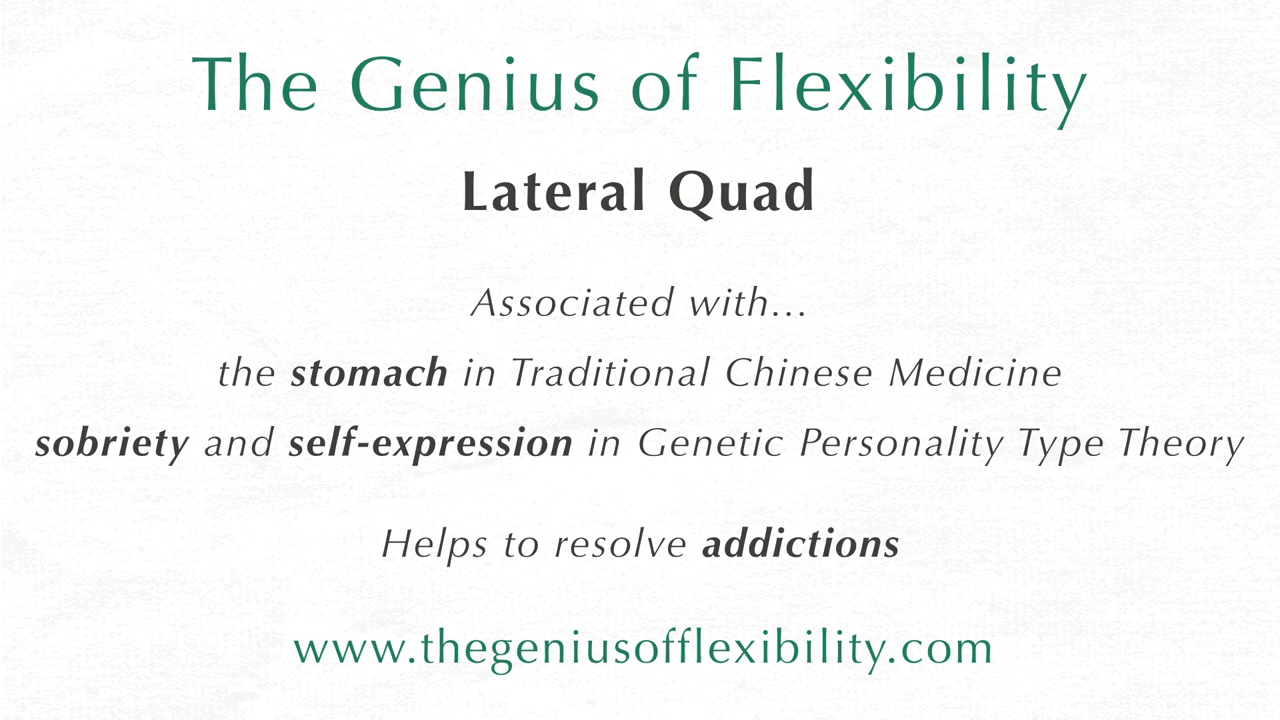 The Genius of Flexibility
Lateral Quad
Associated with...
the stomach in Traditional Chinese Medicine
sobriety and self-expression in Genetic Personality Type Theory
Helps to resolve addictions
www.thegeniusofflexibility.com